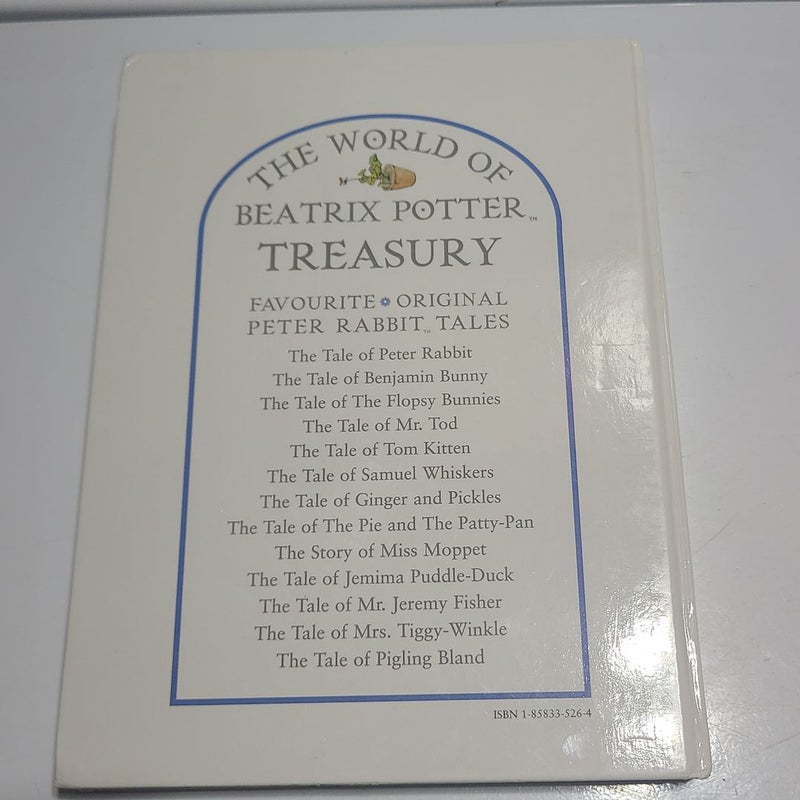 THE WORLD OF
BEATRIX POTTER™
TREASURY
FAVOURITE ORIGINAL
PETER RABBIT™ TALES
The Tale of Peter Rabbit
The Tale of Benjamin Bunny
The Tale of The Flopsy Bunnies
The Tale of Mr. Tod
The Tale of Tom Kitten
The Tale of Samuel Whiskers
The Tale of Ginger and Pickles
The Tale of The Pie and The Patty-Pan
The Story of Miss Moppet
The Tale of Jemima Puddle-Duck
The Tale of Mr. Jeremy Fisher
The Tale of Mrs. Tiggy-Winkle
The Tale of Pigling Bland
ISBN 1-85833-526-4